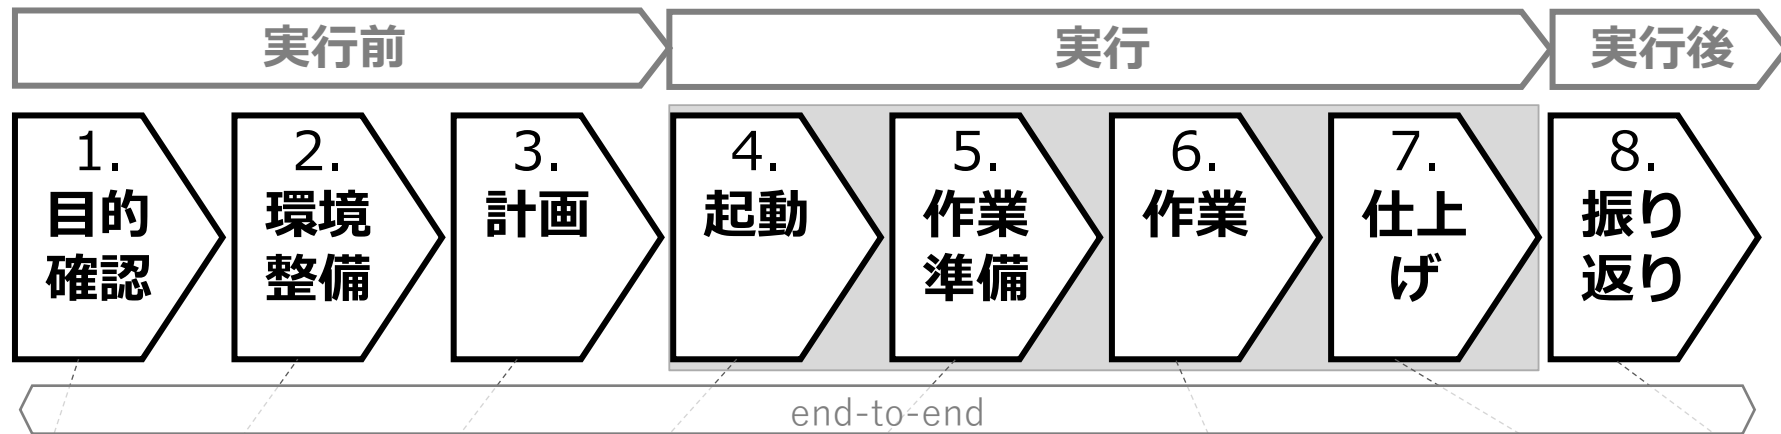 実行前
実行
実行後
1.
目的
確認
2.
環境
整備
3.
計画
4.
起動
5.
作業
準備
6.
作業
7.
仕上
げ
8.
振り
返り
end-to-end